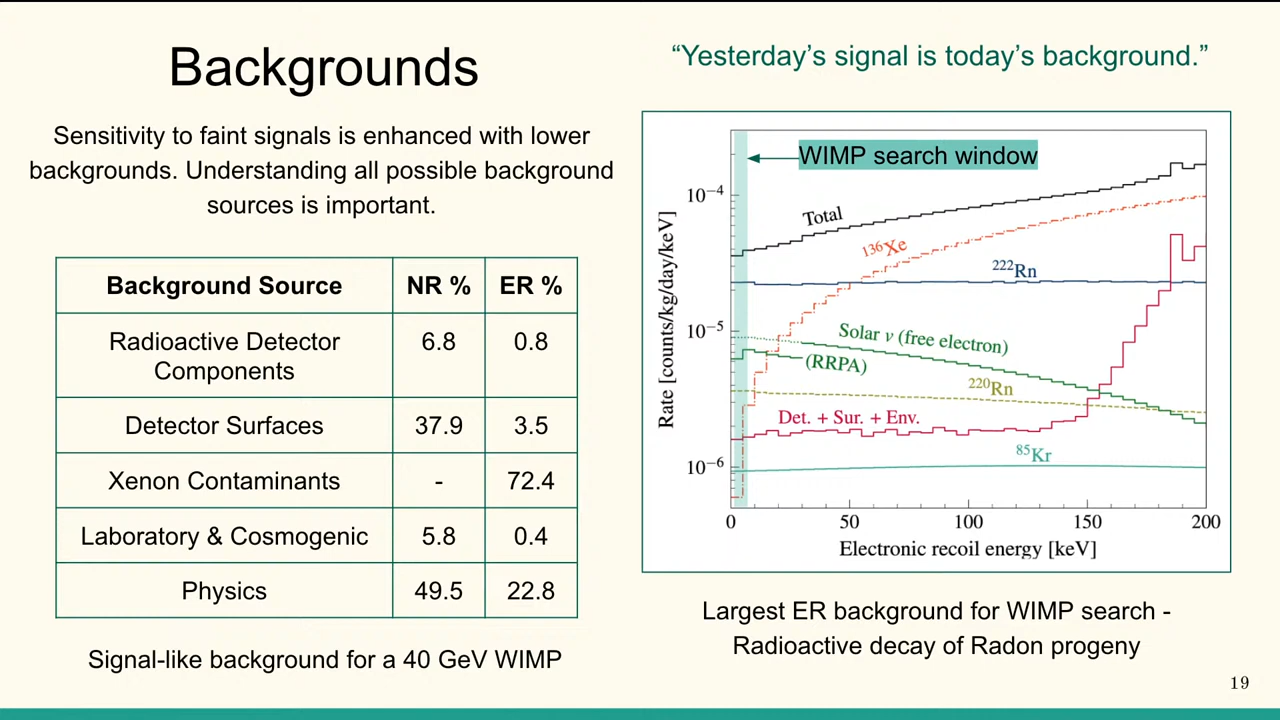 Backgrounds
Sensitivity to faint signals is enhanced with lower
backgrounds. Understanding all possible background
sources is important.
Background Source NR % ER %
Radioactive Detector
Components 6.8 0.8
Detector Surfaces 37.9 3.5
Xenon Contaminants - 72.4
Laboratory & Cosmogenic 5.8 0.4
Physics 49.5 22.8
Signal-like background for a 40 GeV WIMP
“Yesterday’s signal is today’s background.”
WIMP search window
Total
¹³⁶Xe
²²²Rn
Solar ν (free electron)
(RRPA)
²²⁰Rn
Det. + Sur. + Env.
⁸⁵Kr
Rate [counts/kg/day/keV]
10⁻⁴
10⁻⁵
10⁻⁶
0 50 100 150 200
Electronic recoil energy [keV]
Largest ER background for WIMP search -
Radioactive decay of Radon progeny
19